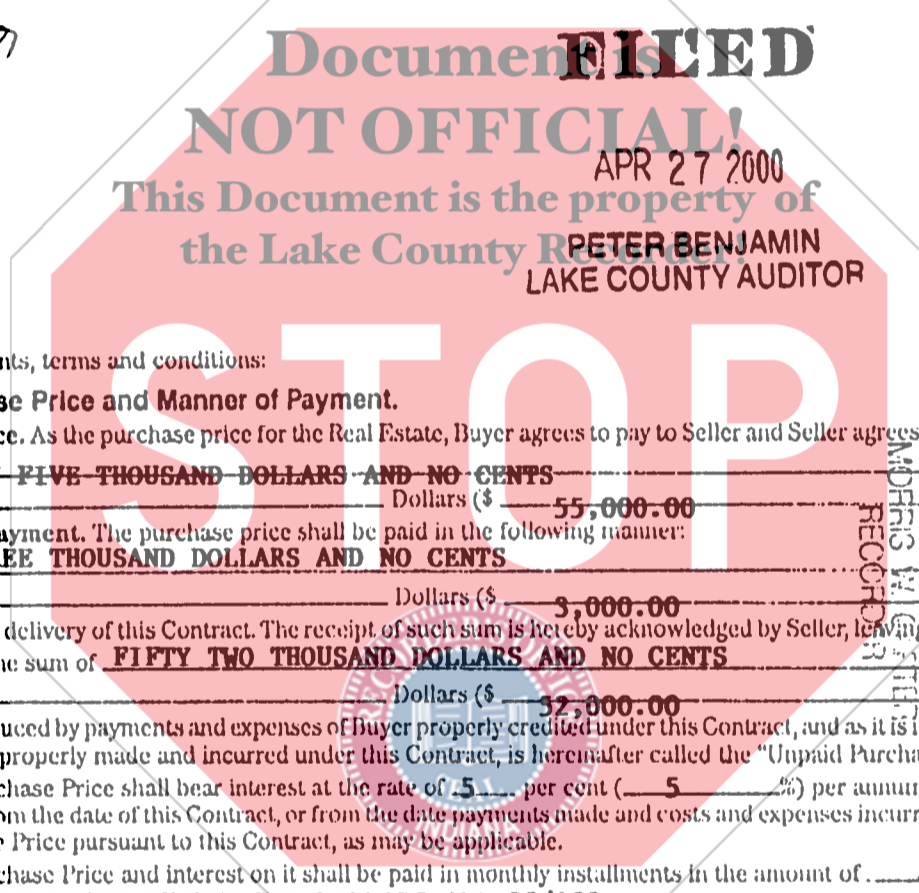 Document is
FILED
NOT OFFICIAL!
APR 27 2000
This Document is the property of
the Lake County Recorder!
PETER BENJAMIN
LAKE COUNTY AUDITOR
STOP
nts, terms and conditions:
se Price and Manner of Payment.
ce. As the purchase price for the Real Estate, Buyer agrees to pay to Seller and Seller agrees
FIVE THOUSAND DOLLARS AND NO CENTS
Dollars ($ 55,000.00
ayment. The purchase price shall be paid in the following manner:
EE THOUSAND DOLLARS AND NO CENTS
Dollars ($ 3,000.00
delivery of this Contract. The receipt of such sum is hereby acknowledged by Seller, leaving
he sum of FIFTY TWO THOUSAND DOLLARS AND NO CENTS
Dollars ($ 52,000.00
uced by payments and expenses of Buyer properly credited under this Contract, and as it is
properly made and incurred under this Contract, is hereinafter called the "Unpaid Purcha
chase Price shall bear interest at the rate of 5 per cent ( 5 %) per annum
om the date of this Contract, or from the date payments made and costs and expenses incurr
Price pursuant to this Contract, as may be applicable.
chase Price and interest on it shall be paid in monthly installments in the amount of
MORRIS W.
RECORDER
INDIANA